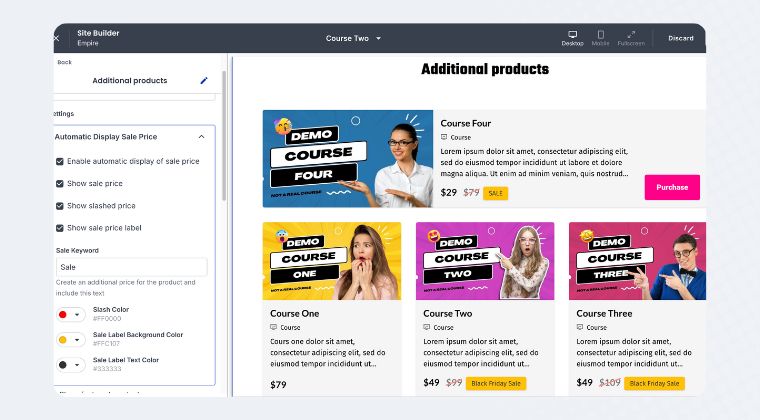 Site Builder
Empire
Course Two
Desktop
Mobile
Fullscreen
Discard
Back
Additional products
ettings
Automatic Display Sale Price
Enable automatic display of sale price
Show sale price
Show slashed price
Show sale price label
Sale Keyword
Sale
Create an additional price for the product and
include this text
Slash Color
#FF0000
Sale Label Background Color
#FFC107
Sale Label Text Color
#333333
Additional products
DEMO
COURSE
FOUR
NOT A REAL COURSE
Course Four
Course
Lorem ipsum dolor sit amet, consectetur adipiscing elit,
sed do eiusmod tempor incididunt ut labore et dolore
magna aliqua. Ut enim ad minim veniam, quis nostrud...
$29 $79 SALE
Purchase
DEMO
COURSE
ONE
NOT A REAL COURSE
Course One
Course
Cours one dolor sit amet,
consectetur adipiscing elit, sed do
eiusmod tempor incididunt ut...
$79
DEMO
COURSE
TWO
NOT A REAL COURSE
Course Two
Course
Lorem ipsum dolor sit amet,
consectetur adipiscing elit, sed do
eiusmod tempor incididunt ut...
$49 $99 Black Friday Sale
DEMO
COURSE
THREE
NOT A REAL COURSE
Course Three
Course
Lorem ipsum dolor sit amet,
consectetur adipiscing elit, sed do
eiusmod tempor incididunt ut...
$49 $109 Black Friday Sale